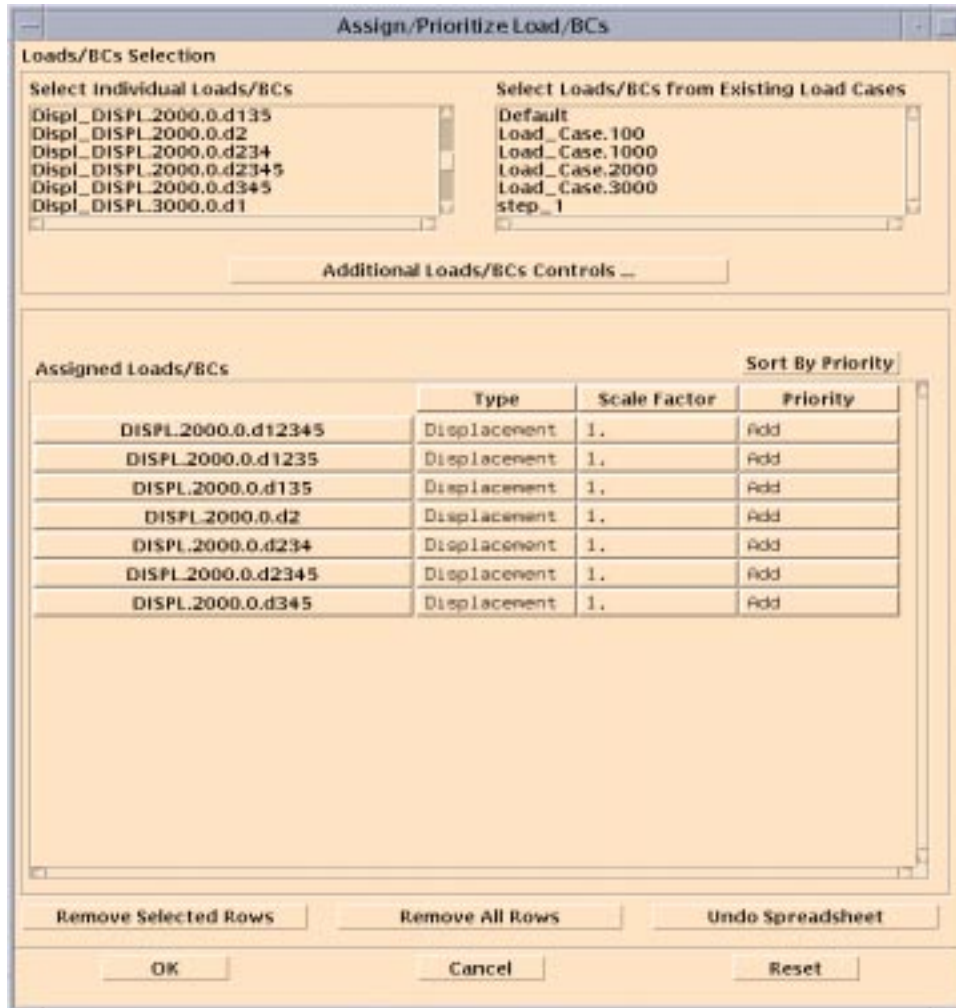 Assign/Prioritize Load/BCs
Loads/BCs Selection
Select Individual Loads/BCs
Displ_DISPL.2000.0.d135
Displ_DISPL.2000.0.d2
Displ_DISPL.2000.0.d234
Displ_DISPL.2000.0.d2345
Displ_DISPL.2000.0.d345
Displ_DISPL.3000.0.d1
Select Loads/BCs from Existing Load Cases
Default
Load_Case.100
Load_Case.1000
Load_Case.2000
Load_Case.3000
step_1
Additional Loads/BCs Controls ...
Assigned Loads/BCs
Sort By Priority
Type Scale Factor Priority
DISPL.2000.0.d12345 Displacement 1. Add
DISPL.2000.0.d1235 Displacement 1. Add
DISPL.2000.0.d135 Displacement 1. Add
DISPL.2000.0.d2 Displacement 1. Add
DISPL.2000.0.d234 Displacement 1. Add
DISPL.2000.0.d2345 Displacement 1. Add
DISPL.2000.0.d345 Displacement 1. Add
Remove Selected Rows Remove All Rows Undo Spreadsheet
OK Cancel Reset